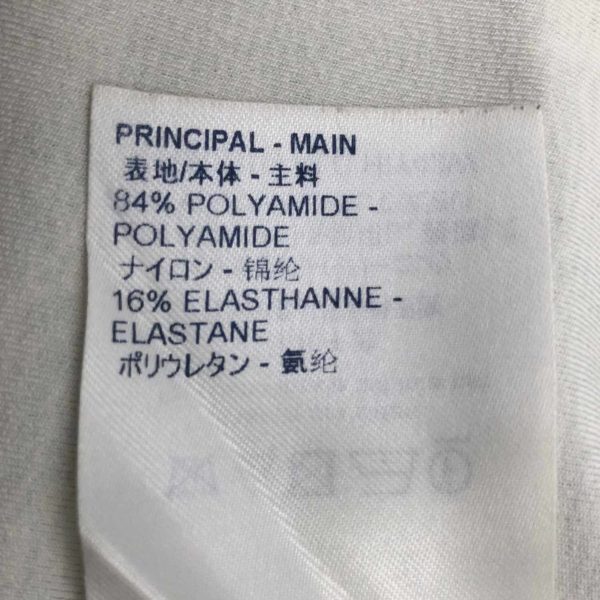 PRINCIPAL - MAIN
表地/本体 - 主料
84% POLYAMIDE -
POLYAMIDE
ナイロン - 锦纶
16% ELASTHANNE -
ELASTANE
ポリウレタン - 氨纶